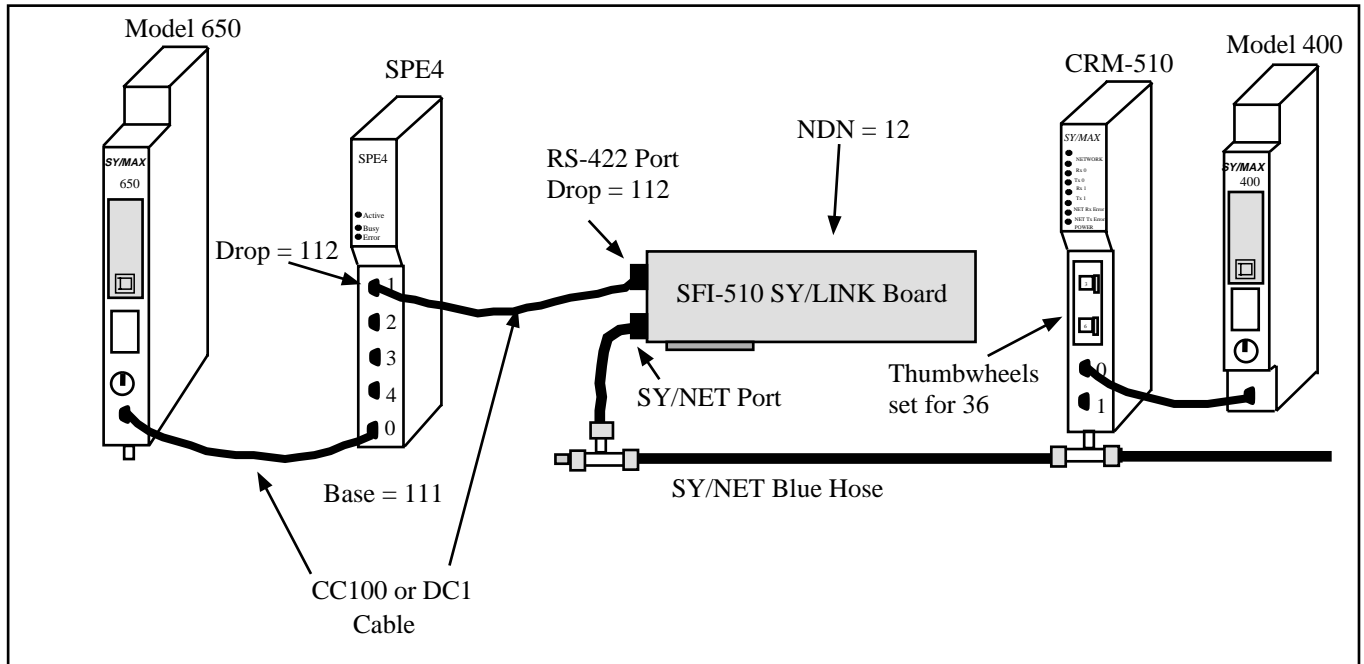 Model 650
SPE4
CRM-510
Model 400
NDN = 12
RS-422 Port
Drop = 112
SY/MAX
650
SPE4
Active
Busy
Error
Drop = 112
1
2
3
4
0
Base = 111
CC100 or DC1
Cable
SFI-510 SY/LINK Board
SY/NET Port
SY/NET Blue Hose
SY/MAX
NETWORK
Rx 0
Tx 0
Rx 1
Tx 1
NET Rx Error
NET Tx Error
POWER
3
6
0
1
Thumbwheels
set for 36
SY/MAX
400